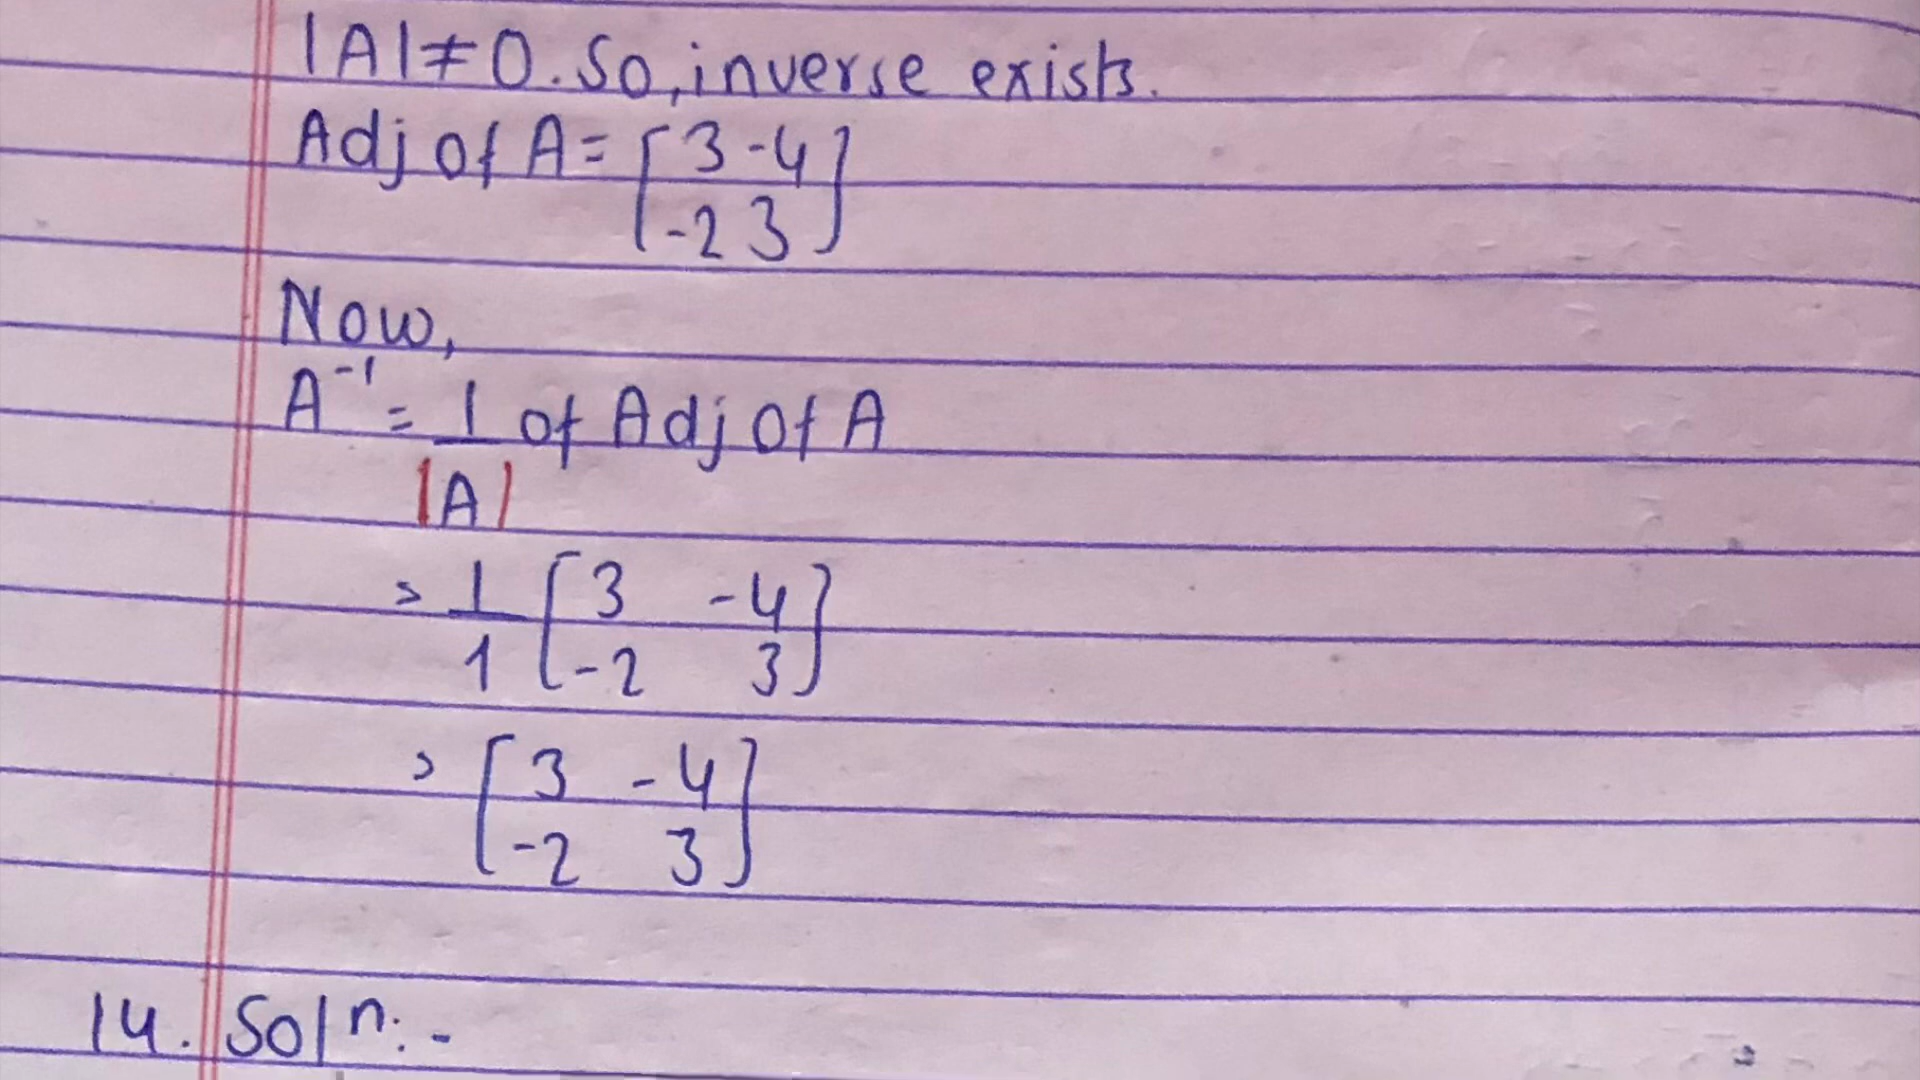 |A|≠0. So, inverse exists.
Adj of A = [3 -4
-2 3]
Now,
A⁻¹ = 1 of Adj of A
|A|
> 1 [3 -4]
1 [-2 3]
> [3 -4
-2 3]
14. Soln:-